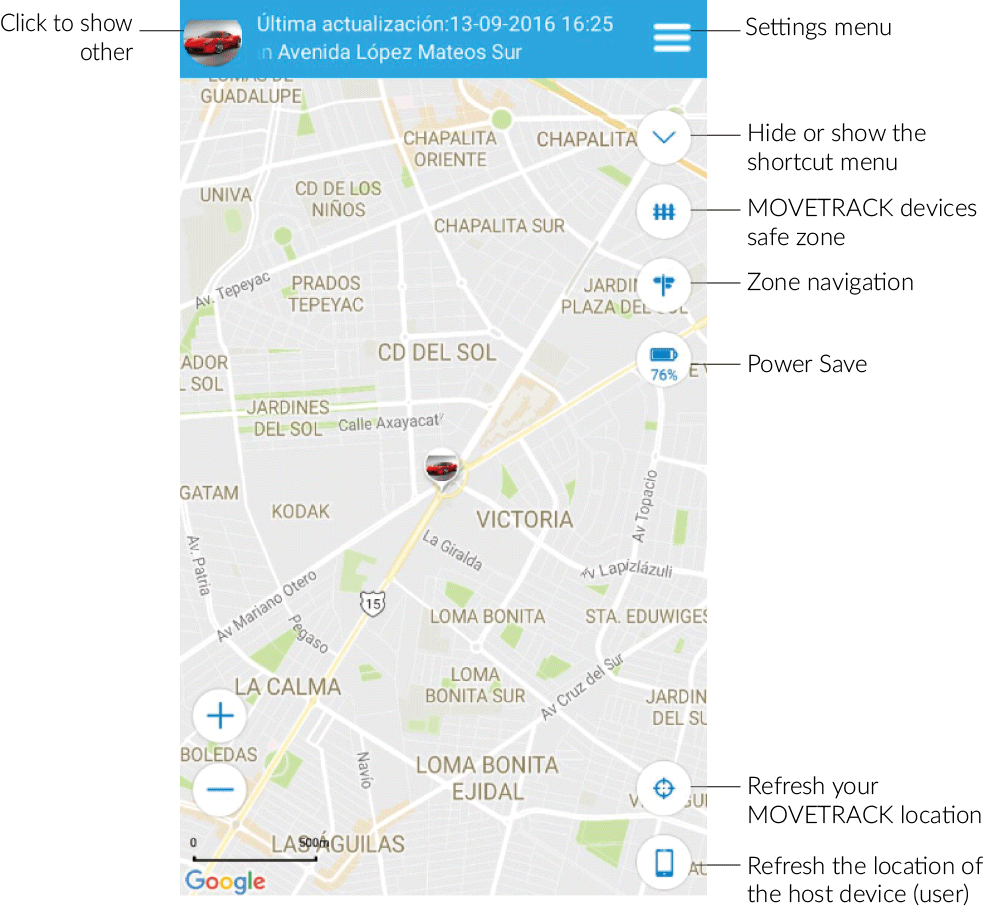 Click to show
other
Última actualización:13-09-2016 16:25
n Avenida López Mateos Sur
Settings menu
LOMAS DE
GUADALUPE
CHAPALITA
ORIENTE
CHAPALITA
Hide or show the
shortcut menu
UNIVA
CD DE LOS
NIÑOS
CHAPALITA SUR
MOVETRACK devices
safe zone
Av. Tepeyac
PRADOS
TEPEYAC
JARDI
PLAZA DEL SOL
Zone navigation
ADOR
L SOL
CD DEL SOL
76%
E V
Power Save
JARDINES
DEL SOL
Calle Axayacat
GATAM
KODAK
VICTORIA
Av Topacio
La Giralda
Av. Patria
Av Lapizlázuli
Av Mariano Otero
15
Pegaso
LOMA BONITA
STA. EDUWIGES
LA CALMA
LOMA
BONITA SUR
Av Cruz del Sur
JARDIN
DEL SU
BOLEDAS
Navío
LOMA BONITA
EJIDAL
V
GU
Refresh your
MOVETRACK location
0 500m
LAS ÁGUILAS
AU
Google
Refresh the location of
the host device (user)